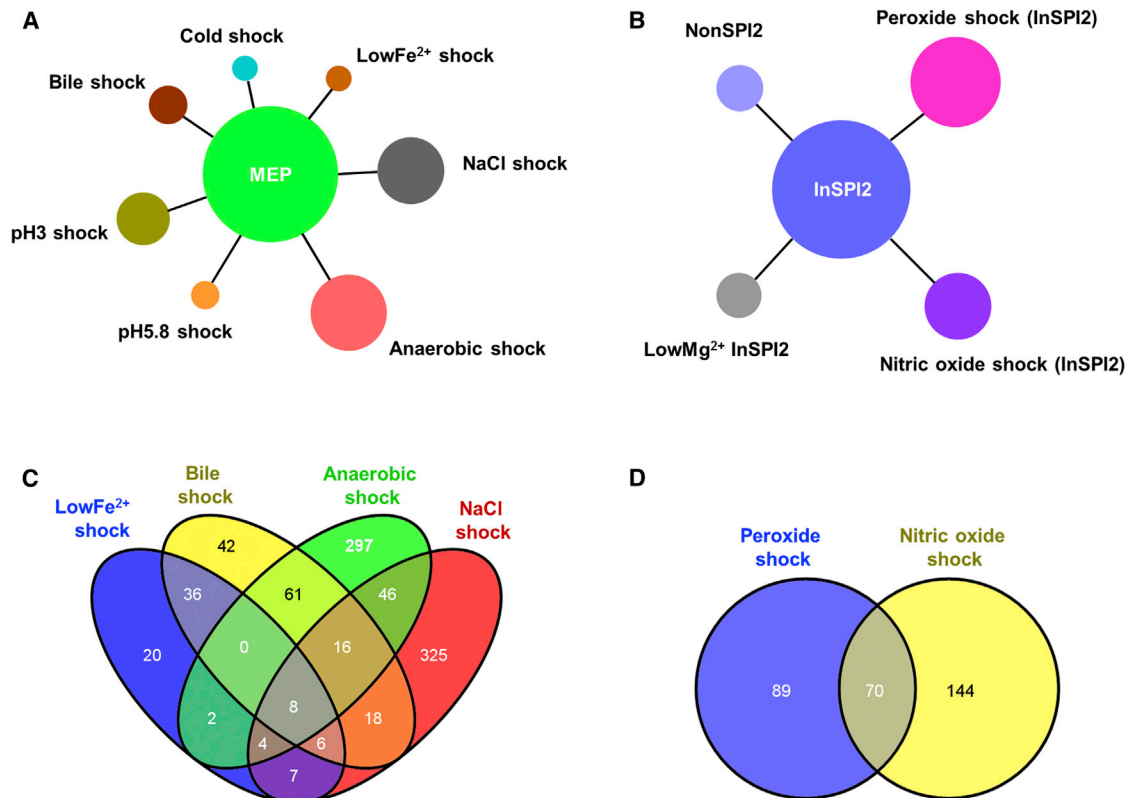 A
Cold shock
LowFe²⁺ shock
Bile shock
MEP
NaCl shock
pH3 shock
pH5.8 shock
Anaerobic shock
B
Peroxide shock (InSPI2)
NonSPI2
InSPI2
LowMg²⁺ InSPI2
Nitric oxide shock (InSPI2)
C
Bile
shock
Anaerobic
shock
LowFe²⁺
shock
NaCl
shock
42
297
36
61
46
20
0
16
325
2
8
18
4
6
7
D
Peroxide
shock
Nitric oxide
shock
89
70
144